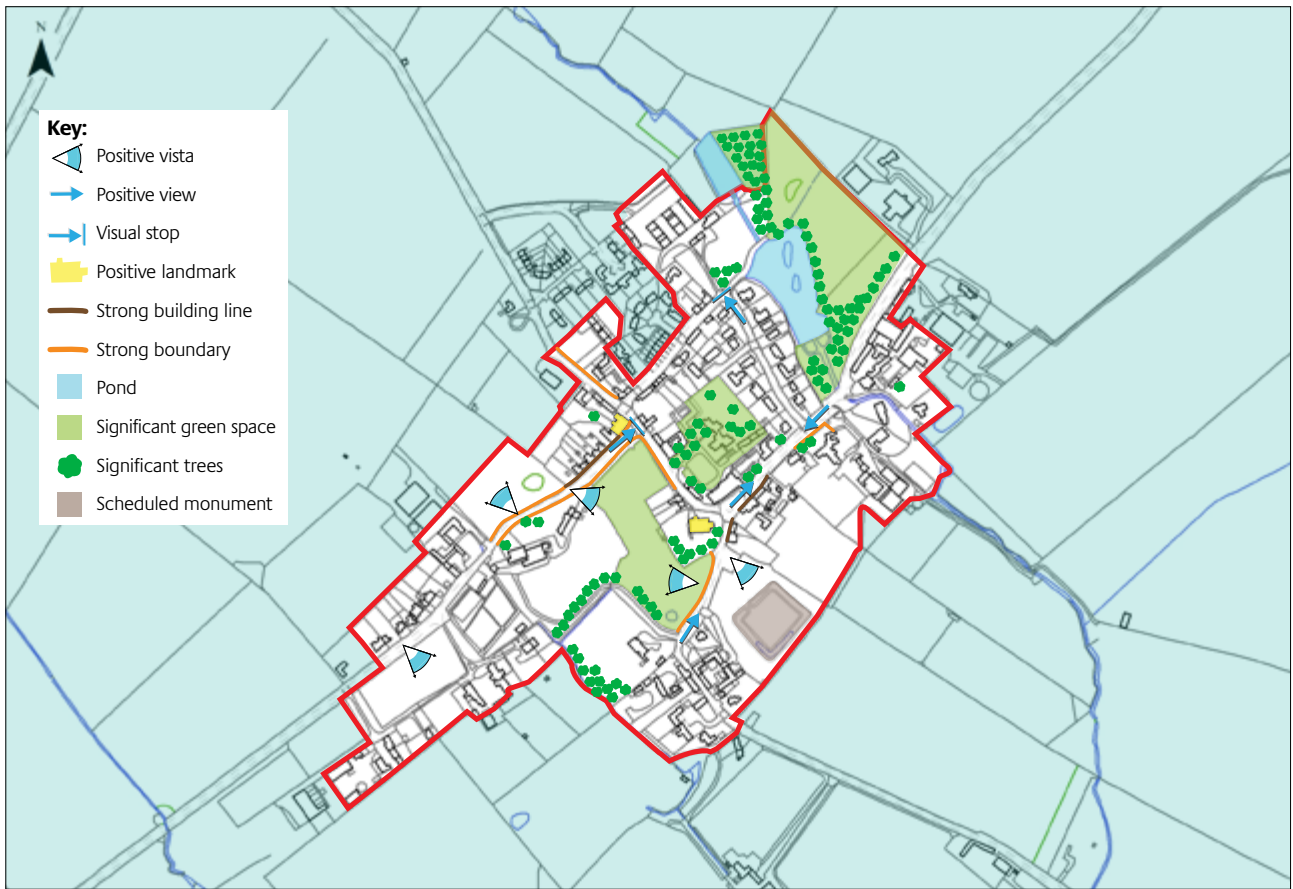 N
Key:
Positive vista
Positive view
Visual stop
Positive landmark
Strong building line
Strong boundary
Pond
Significant green space
Significant trees
Scheduled monument